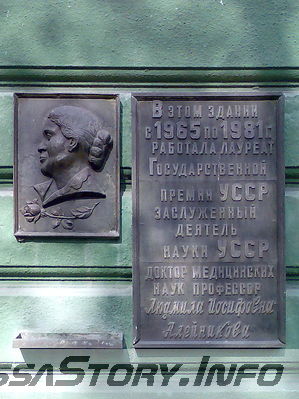 В этом здании
с 1965 по 1981 г
работала лауреат
Государственной
премии УССР
заслуженный
деятель
науки УССР
доктор медицинских
наук профессор
Людмила Иосифовна
Алейникова
ssaStory.Info